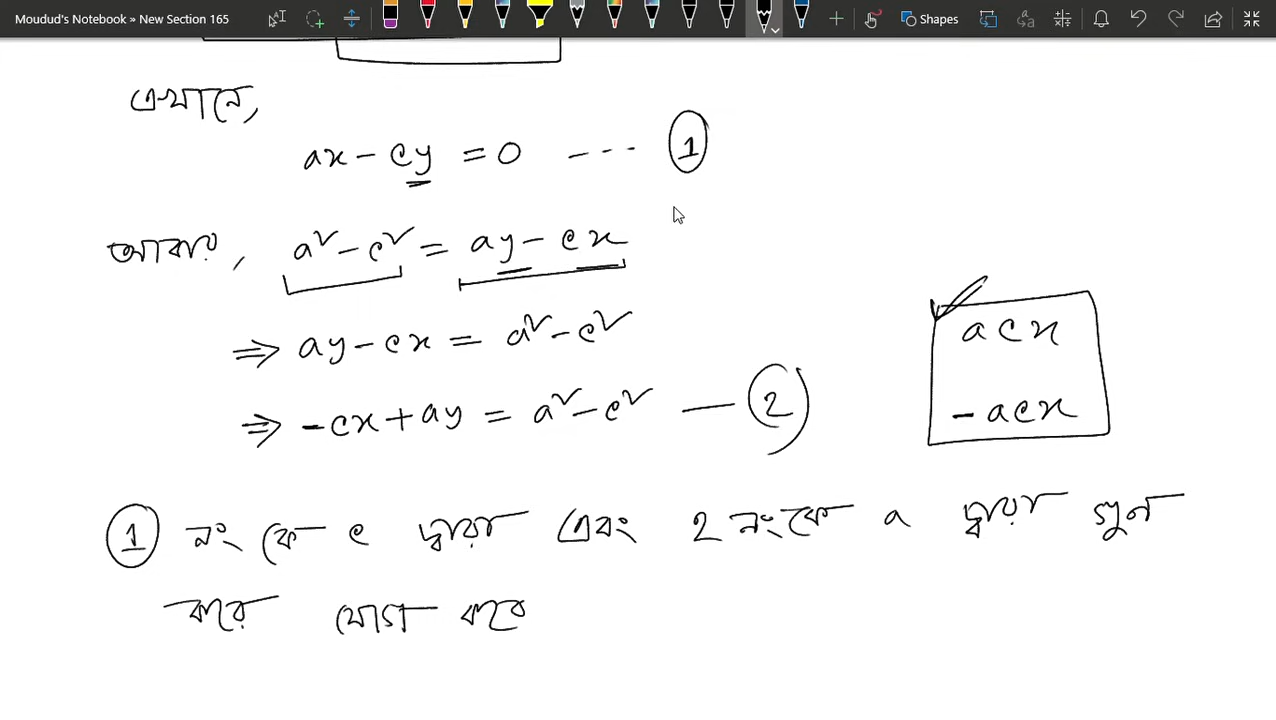 Moudud's Notebook » New Section 165
Shapes
এখানে,
ax - cy = 0 --- ①
আবার, a² - c² = ay - cx
⇒ ay - cx = a² - c²
acx
⇒ -cx + ay = a² - c² — ②
- acx
① নং কে c দ্বারা এবং 2 নংকে a দ্বারা গুন
করে যোগ করে